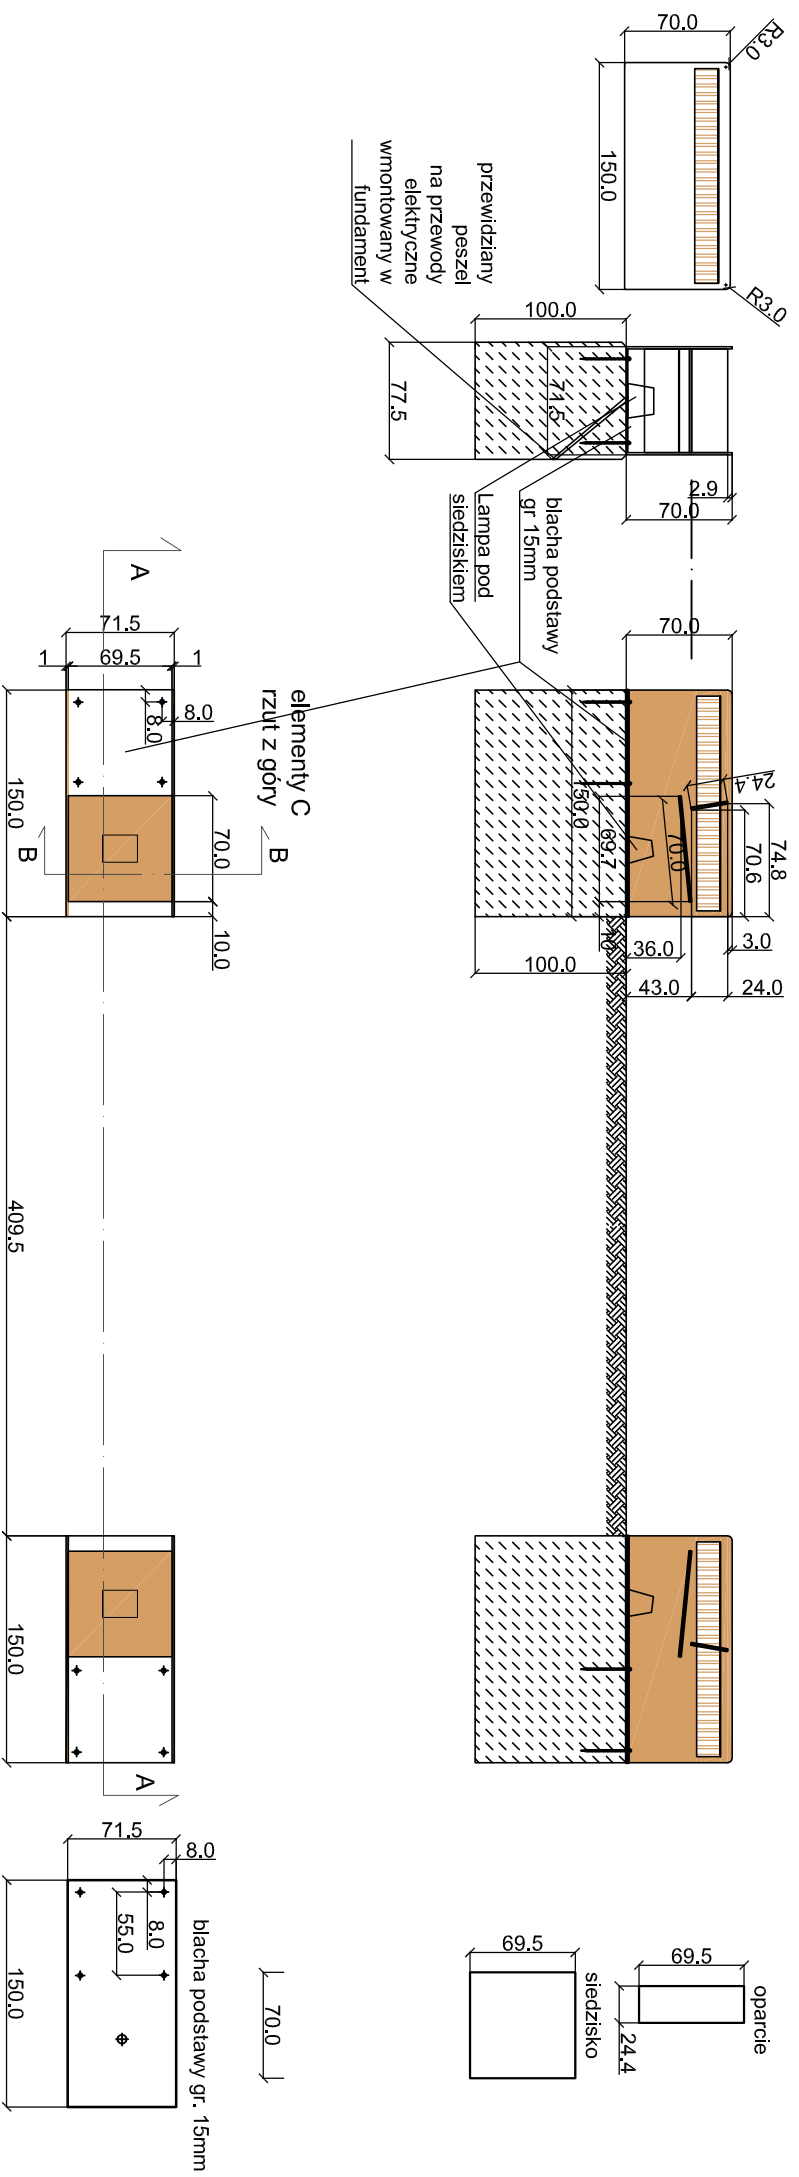 R3.0
70.0
150.0
R3.0
przewidziany
peszel
na przewody
elektryczne
wmontowany w
fundament
100.0
71.5
77.5
2.9
70.0
blacha podstawy
gr 15mm
Lampa pod
siedziskiem
70.0
24.4
74.8
70.6
3.0
24.0
43.0
36.0
70.0
69.7
150.0
10
100.0
A
71.5
1
69.5
1
8.0
8.0
elementy C
rzut z góry
150.0
70.0
10.0
B
B
409.5
150.0
A
71.5
8.0
8.0
55.0
150.0
blacha podstawy gr. 15mm
70.0
69.5
siedzisko
69.5
24.4
oparcie